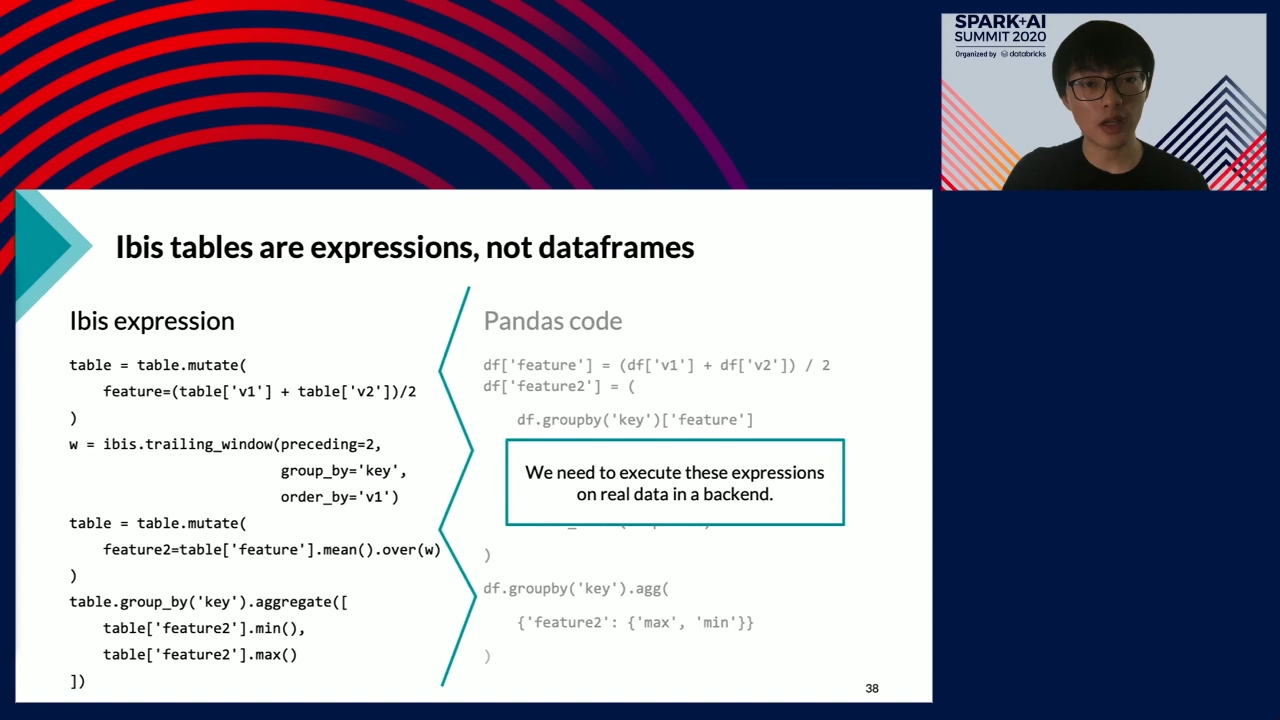 SPARK+AI
SUMMIT 2020
Organized by databricks
Ibis tables are expressions, not dataframes
Ibis expression
table = table.mutate(
    feature=(table['v1'] + table['v2'])/2
)
w = ibis.trailing_window(preceding=2,
                         group_by='key',
                         order_by='v1')
table = table.mutate(
    feature2=table['feature'].mean().over(w)
)
table.group_by('key').aggregate([
    table['feature2'].min(),
    table['feature2'].max()
])
Pandas code
df['feature'] = (df['v1'] + df['v2']) / 2
df['feature2'] = (
    df.groupby('key')['feature']
We need to execute these expressions
on real data in a backend.
)
df.groupby('key').agg(
    {'feature2': {'max', 'min'}}
)
38